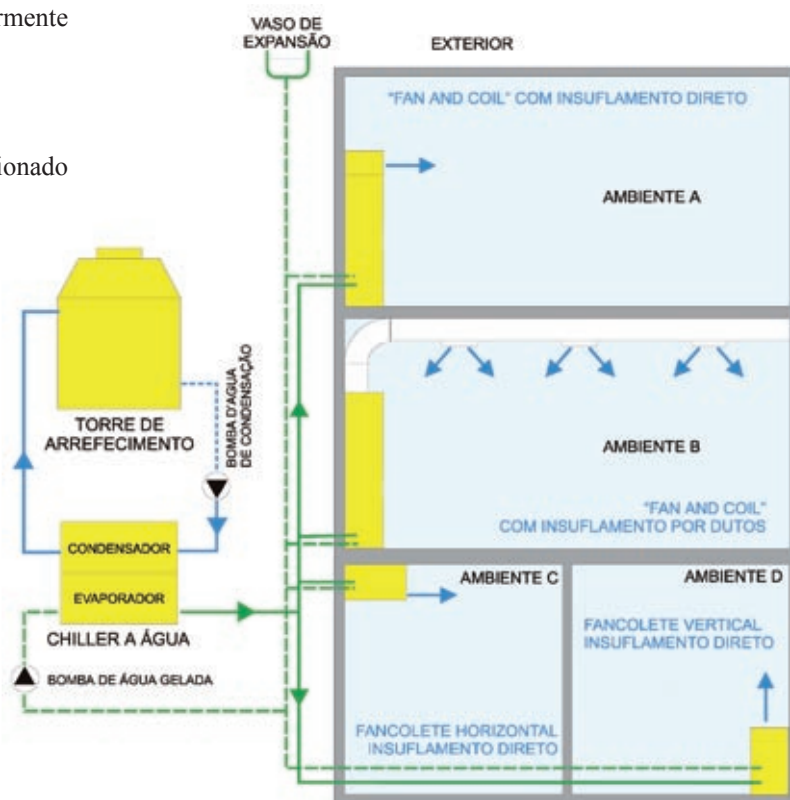 rmente
ionado
VASO DE
EXPANSÃO
EXTERIOR
"FAN AND COIL" COM INSUFLAMENTO DIRETO
AMBIENTE A
TORRE DE
ARREFECIMENTO
BOMBA D'AGUA
DE CONDENSAÇÃO
AMBIENTE B
"FAN AND COIL"
COM INSUFLAMENTO POR DUTOS
CONDENSADOR
EVAPORADOR
CHILLER A ÁGUA
BOMBA DE ÁGUA GELADA
AMBIENTE C
FANCOLETE HORIZONTAL
INSUFLAMENTO DIRETO
AMBIENTE D
FANCOLETE VERTICAL
INSUFLAMENTO DIRETO